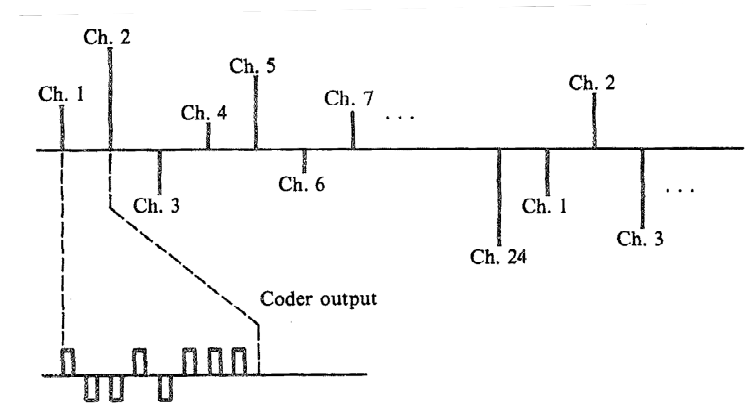 Ch. 1
Ch. 2
Ch. 3
Ch. 4
Ch. 5
Ch. 6
Ch. 7
...
Ch. 24
Ch. 1
Ch. 2
Ch. 3
...
Coder output